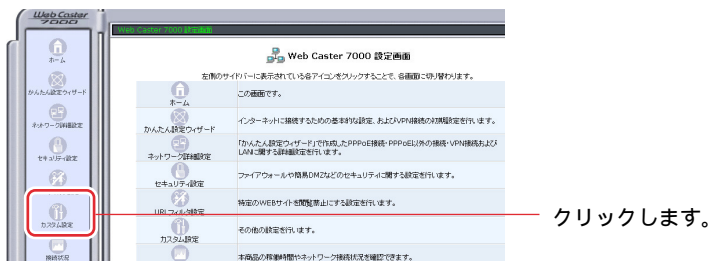 Web Caster
7000
Web Caster 7000 設定画面
ホーム
かんたん設定ウィザード
ネットワーク詳細設定
セキュリティ設定
カスタム設定
接続状況
Web Caster 7000 設定画面
左側のサイドバーに表示されている各アイコンをクリックすることで、各画面に切り替わります。
ホーム
この画面です。
かんたん設定ウィザード
インターネットに接続するための基本的な設定、およびVPN接続の初期設定を行います。
ネットワーク詳細設定
「かんたん設定ウィザード」で作成したPPPoE接続・PPPoE以外の接続・VPN接続および
LANに関する詳細設定を行います。
セキュリティ設定
ファイアウォールや簡易DMZなどのセキュリティに関する設定を行います。
URLフィルタ設定
特定のWEBサイトを閲覧禁止にする設定を行います。
カスタム設定
その他の設定を行います。
本商品の稼働時間やネットワーク接続状況を確認できます。
クリックします。